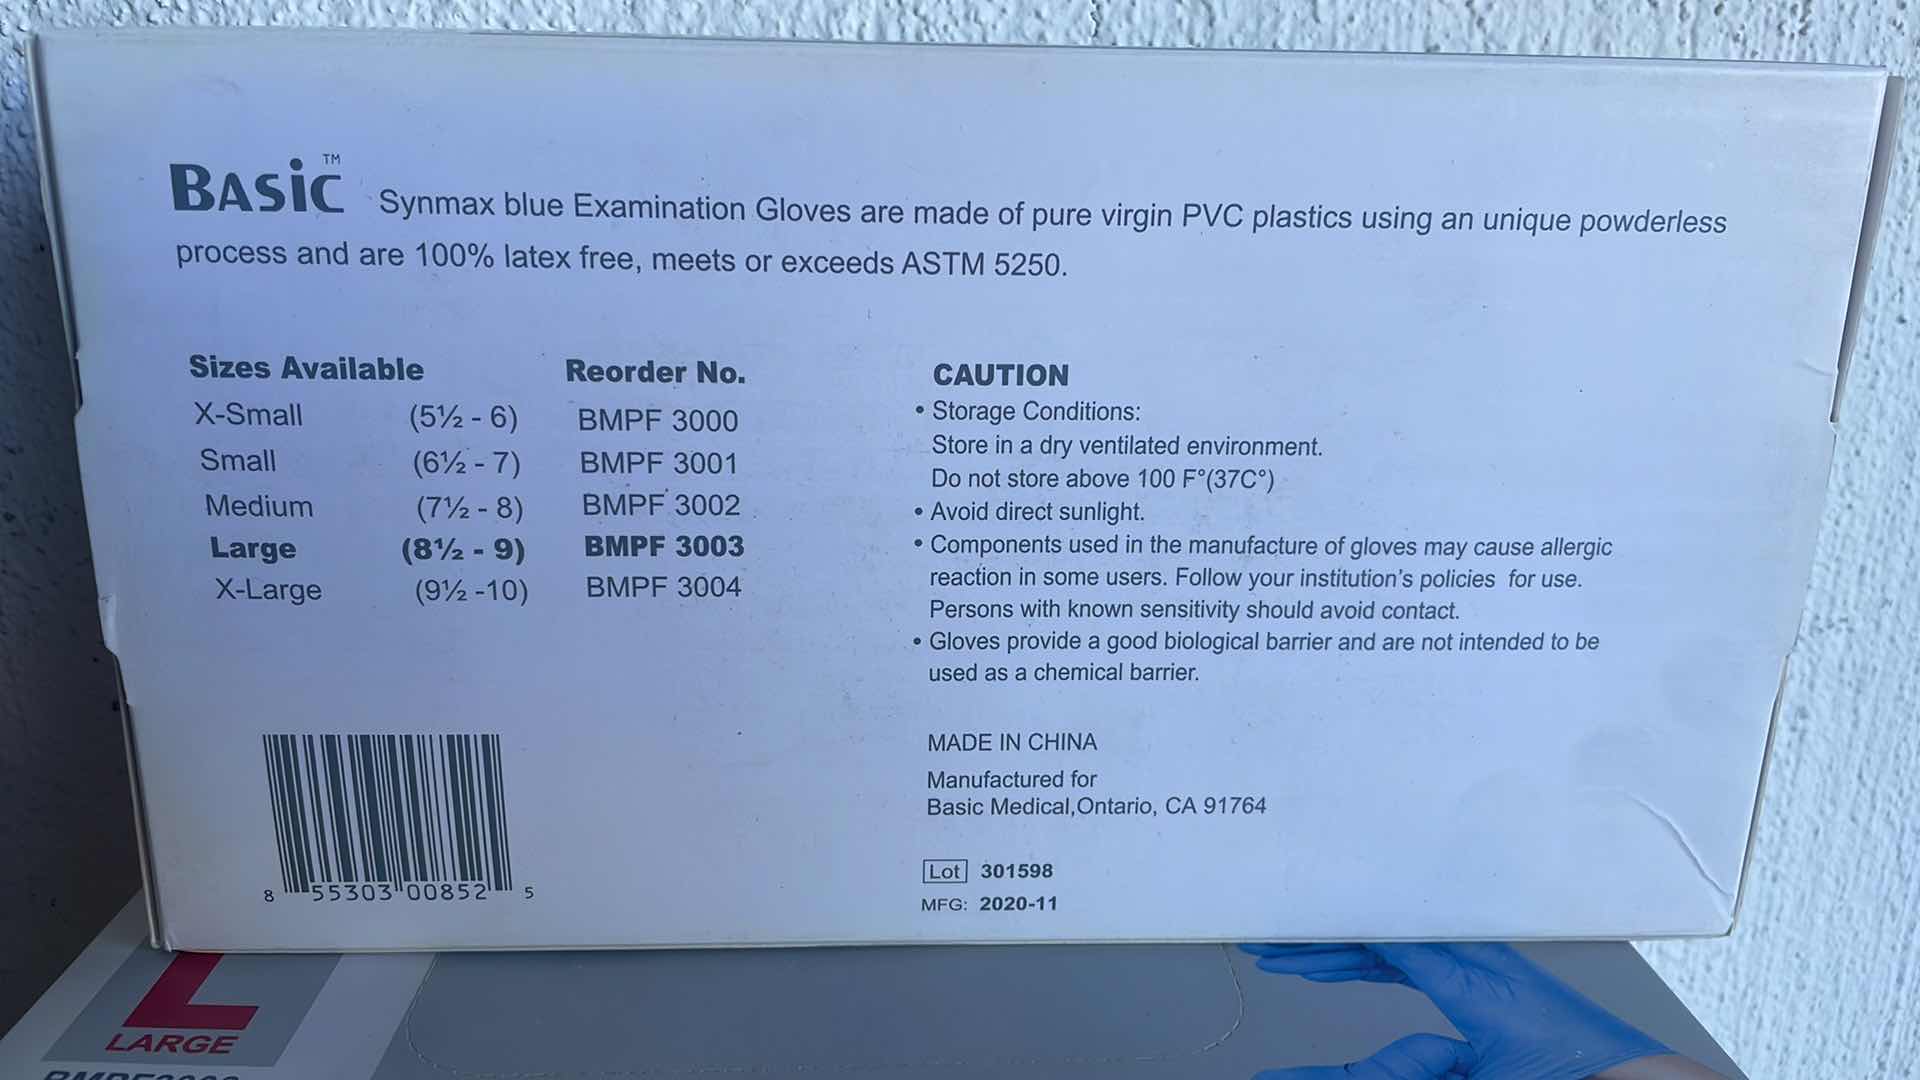 BASiC™ Synmax blue Examination Gloves are made of pure virgin PVC plastics using an unique powderless
process and are 100% latex free, meets or exceeds ASTM 5250.
Sizes Available Reorder No.
X-Small (5½ - 6) BMPF 3000
Small (6½ - 7) BMPF 3001
Medium (7½ - 8) BMPF 3002
Large (8½ - 9) BMPF 3003
X-Large (9½ -10) BMPF 3004
CAUTION
• Storage Conditions:
Store in a dry ventilated environment.
Do not store above 100 F°(37C°)
• Avoid direct sunlight.
• Components used in the manufacture of gloves may cause allergic
reaction in some users. Follow your institution's policies for use.
Persons with known sensitivity should avoid contact.
• Gloves provide a good biological barrier and are not intended to be
used as a chemical barrier.
MADE IN CHINA
Manufactured for
Basic Medical,Ontario, CA 91764
Lot 301598
MFG: 2020-11
8 55303 00852 5
L
LARGE